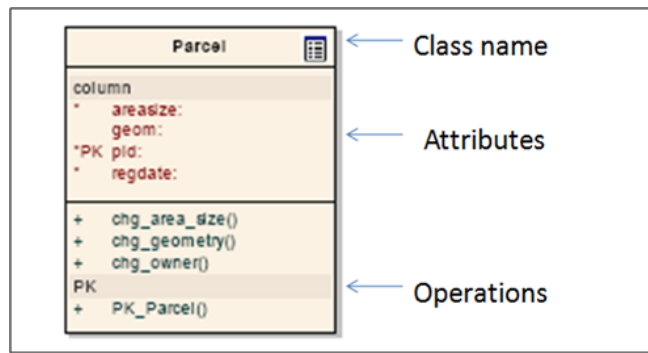 Parcel
Class name
column
* areasize:
geom:
Attributes
*PK pid:
* regdate:
+ chg_area_size()
+ chg_geometry()
+ chg_owner()
PK
Operations
+ PK_Parcel()